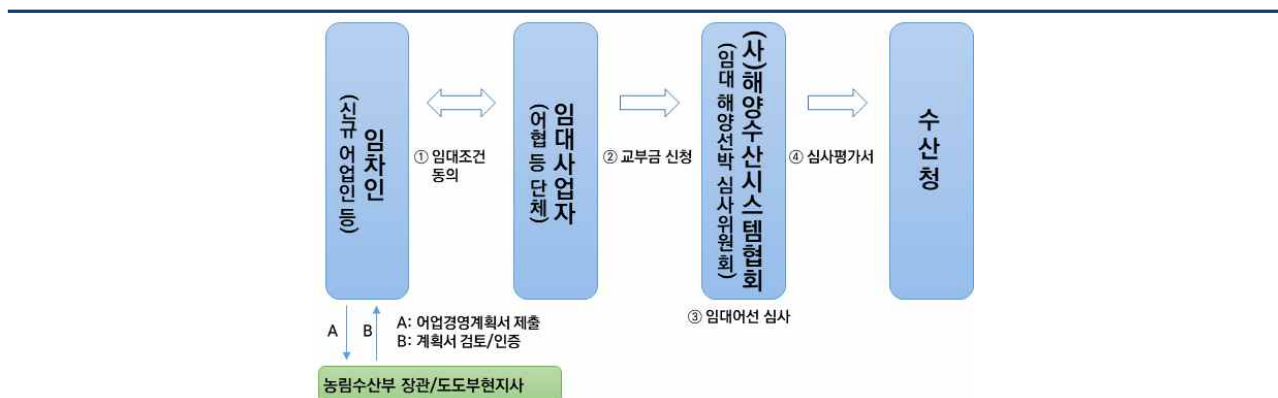 임차인
(신규 어업인 등)
① 임대조건
동의
임대사업자
(어협 등 단체)
② 교부금 신청
(사)해양수산시스템협회
(임대 해양선박 심사위원회)
③ 임대어선 심사
④ 심사평가서
수산청
A
B
A: 어업경영계획서 제출
B: 계획서 검토/인증
농림수산부 장관/도도부현지사